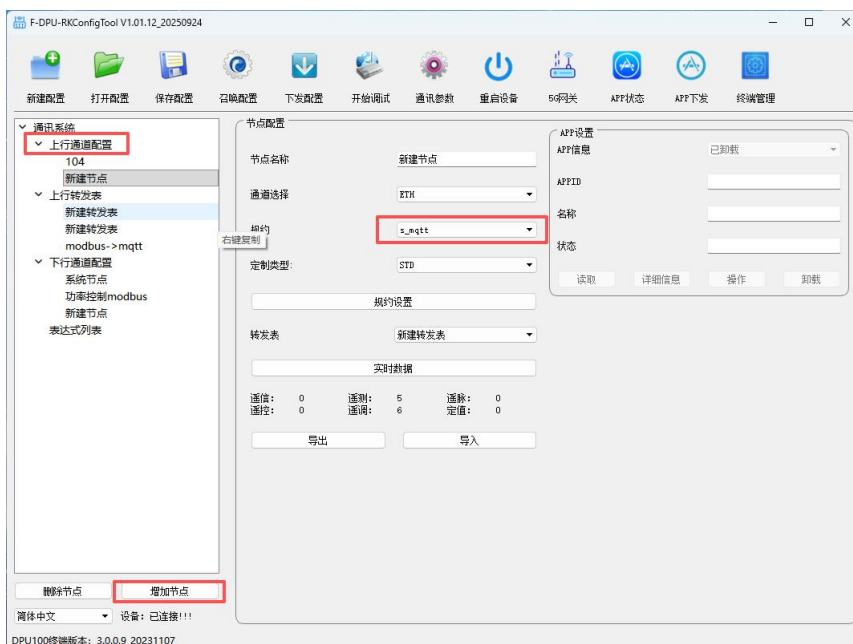 F-DPU-RKConfigTool V1.01.12_20250924
新建配置 打开配置 保存配置 召唤配置 下发配置 开始调试 通讯参数 重启设备 5G网关 APP状态 APP下发 终端管理
通讯系统
上行通道配置
104
新建节点
上行转发表
新建转发表
新建转发表
modbus->mqtt
下行通道配置
系统节点
功率控制modbus
新建节点
表达式列表
右键复制
删除节点 增加节点
简体中文 设备: 已连接!!!
DPU100终端版本: 3.0.0.9_20231107
节点配置
节点名称 新建节点
通道选择 ETH
规约 s_mqtt
定制类型: STD
规约设置
转发表 新建转发表
实时数据
遥信: 0 遥测: 5 遥脉: 0
遥控: 0 遥调: 6 定值: 0
导出 导入
APP设置
APP信息 已卸载
APPID
名称
状态
读取 详细信息 操作 卸载